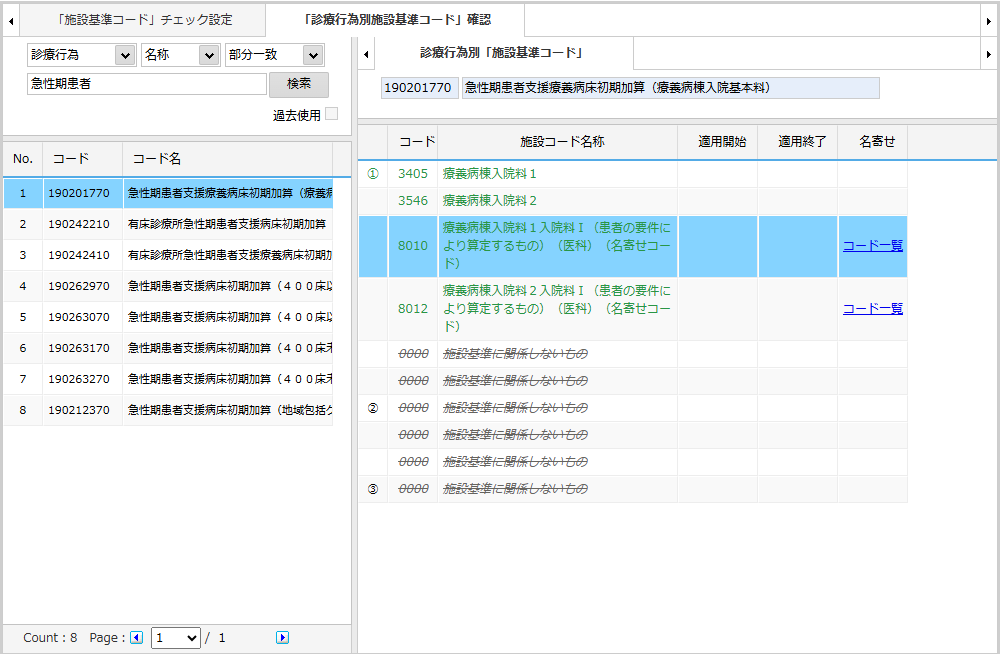 「施設基準コード」チェック設定
「診療行為別施設基準コード」確認
診療行為 名称 部分一致
急性期患者 検索
過去使用
No. コード コード名
1 190201770 急性期患者支援療養病床初期加算（療養病
2 190242210 有床診療所急性期患者支援病床初期加算
3 190242410 有床診療所急性期患者支援療養病床初期加
4 190262970 急性期患者支援病床初期加算（４００床以
5 190263070 急性期患者支援病床初期加算（４００床以
6 190263170 急性期患者支援病床初期加算（４００床未
7 190263270 急性期患者支援病床初期加算（４００床未
8 190212370 急性期患者支援病床初期加算（地域包括ケ
Count : 8 Page : 1 / 1
診療行為別「施設基準コード」
190201770 急性期患者支援療養病床初期加算（療養病棟入院基本料）
コード 施設コード名称 適用開始 適用終了 名寄せ
① 3405 療養病棟入院料１
3546 療養病棟入院料２
8010 療養病棟入院料１入院料Ｉ（患者の要件に
より算定するもの）（医科）（名寄せコー
ド） コード一覧
8012 療養病棟入院料２入院料Ｉ（患者の要件に
より算定するもの）（医科）（名寄せコー
ド） コード一覧
0000 施設基準に関係しないもの
0000 施設基準に関係しないもの
② 0000 施設基準に関係しないもの
0000 施設基準に関係しないもの
0000 施設基準に関係しないもの
③ 0000 施設基準に関係しないもの